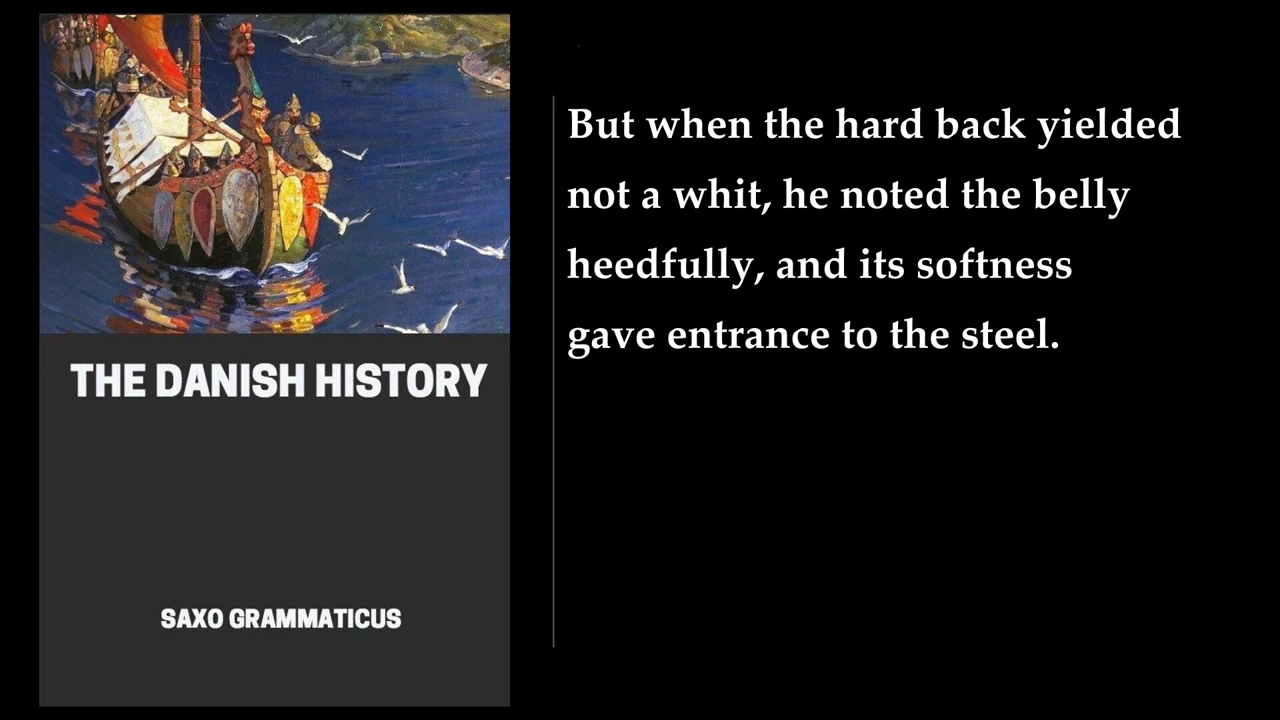 THE DANISH HISTORY
SAXO GRAMMATICUS
But when the hard back yielded
not a whit, he noted the belly
heedfully, and its softness
gave entrance to the steel.